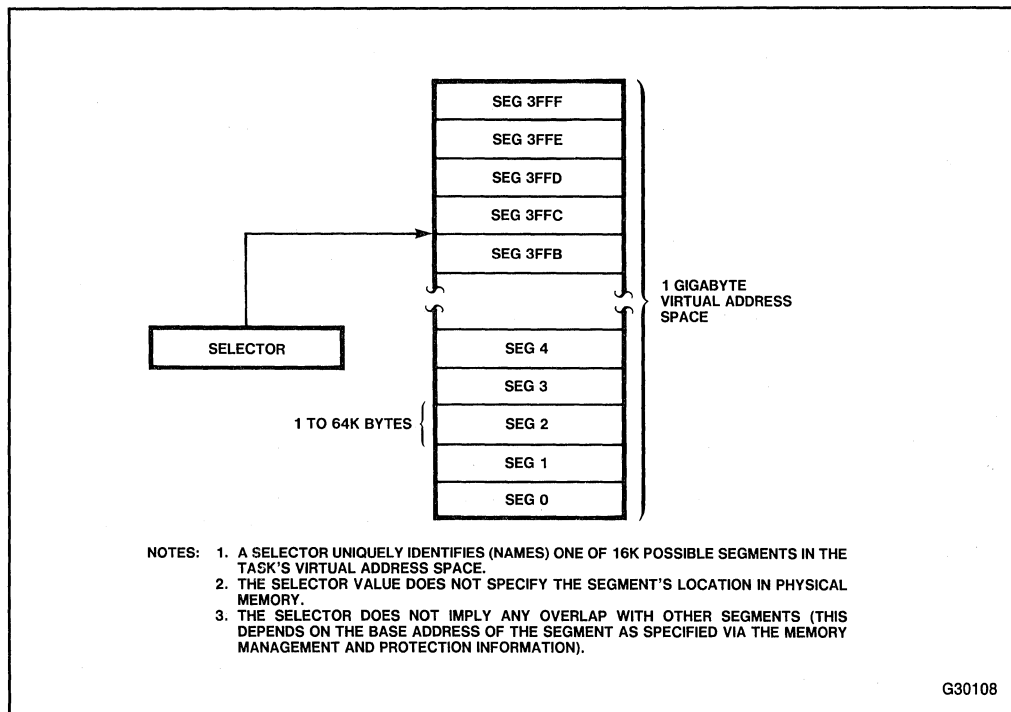 SEG 3FFF
SEG 3FFE
SEG 3FFD
SEG 3FFC
SEG 3FFB
1 GIGABYTE
VIRTUAL ADDRESS
SPACE
SELECTOR
SEG 4
SEG 3
1 TO 64K BYTES
SEG 2
SEG 1
SEG 0
NOTES: 1. A SELECTOR UNIQUELY IDENTIFIES (NAMES) ONE OF 16K POSSIBLE SEGMENTS IN THE
TASK'S VIRTUAL ADDRESS SPACE.
2. THE SELECTOR VALUE DOES NOT SPECIFY THE SEGMENT'S LOCATION IN PHYSICAL
MEMORY.
3. THE SELECTOR DOES NOT IMPLY ANY OVERLAP WITH OTHER SEGMENTS (THIS
DEPENDS ON THE BASE ADDRESS OF THE SEGMENT AS SPECIFIED VIA THE MEMORY
MANAGEMENT AND PROTECTION INFORMATION).
G30108